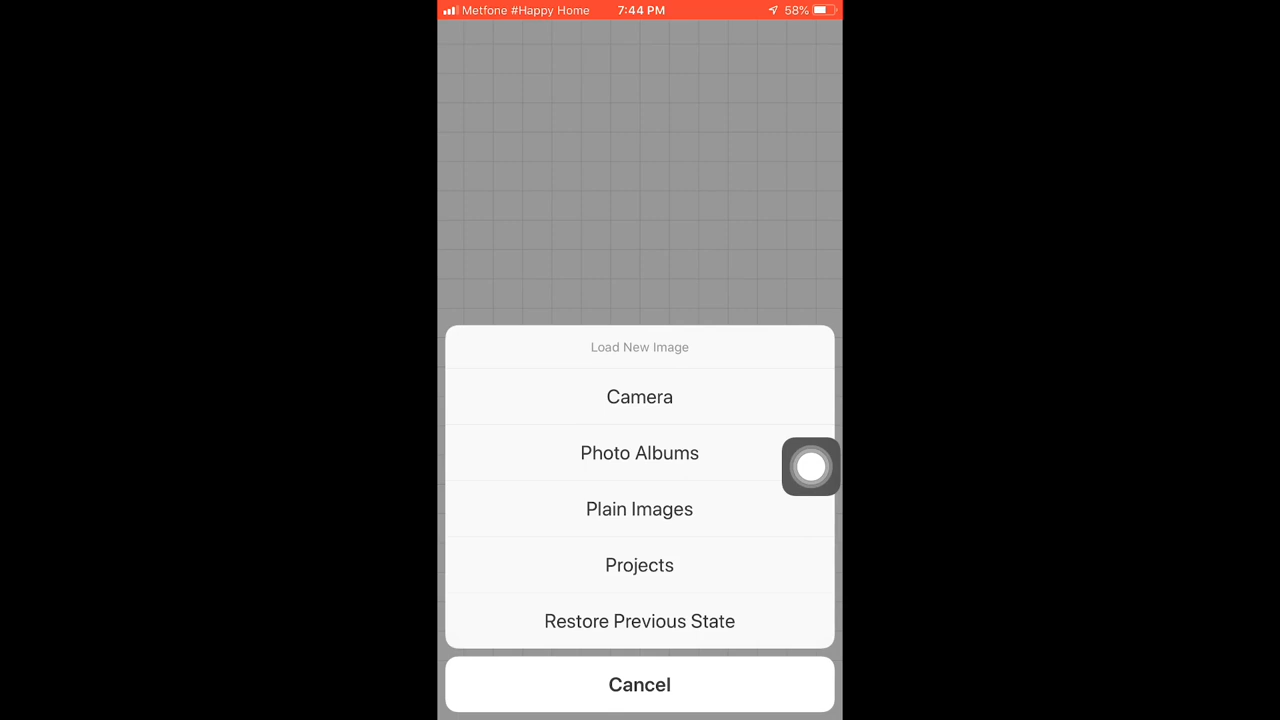 Metfone #Happy Home 7:44 PM 58%
Load New Image
Camera
Photo Albums
Plain Images
Projects
Restore Previous State
Cancel